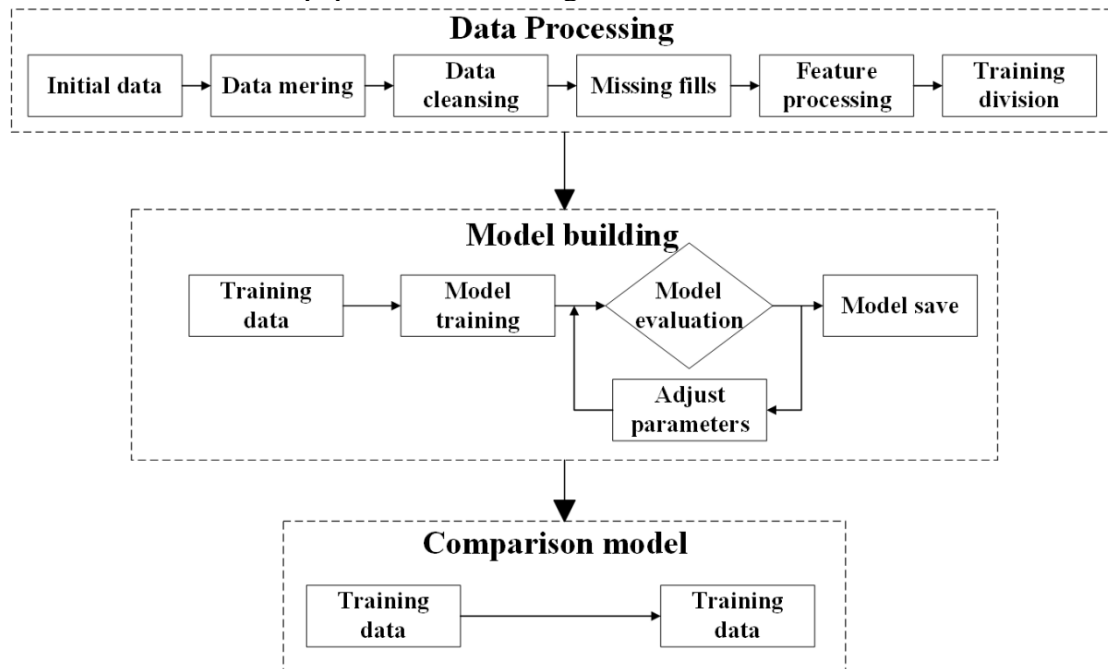 Data Processing
Initial data
Data mering
Data
cleansing
Missing fills
Feature
processing
Training
division
Model building
Training
data
Model
training
Model
evaluation
Model save
Adjust
parameters
Comparison model
Training
data
Training
data